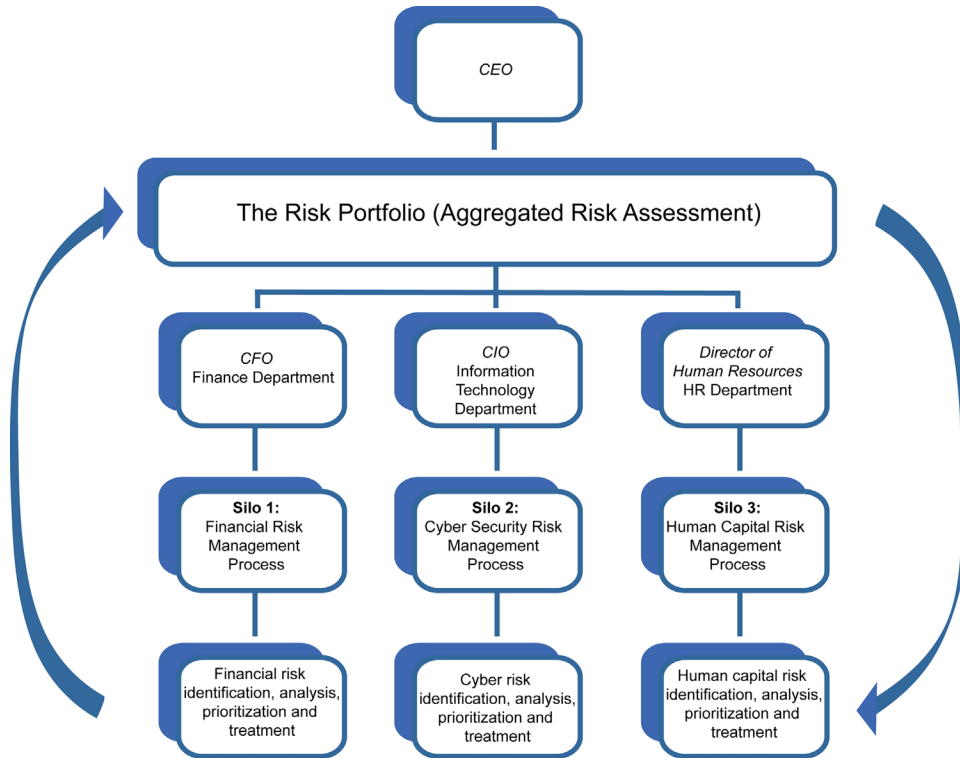 CEO
The Risk Portfolio (Aggregated Risk Assessment)
CFO
Finance Department
CIO
Information
Technology
Department
Director of
Human Resources
HR Department
Silo 1:
Financial Risk
Management
Process
Silo 2:
Cyber Security Risk
Management
Process
Silo 3:
Human Capital Risk
Management
Process
Financial risk
identification, analysis,
prioritization and
treatment
Cyber risk
identification, analysis,
prioritization and
treatment
Human capital risk
identification, analysis,
prioritization and
treatment